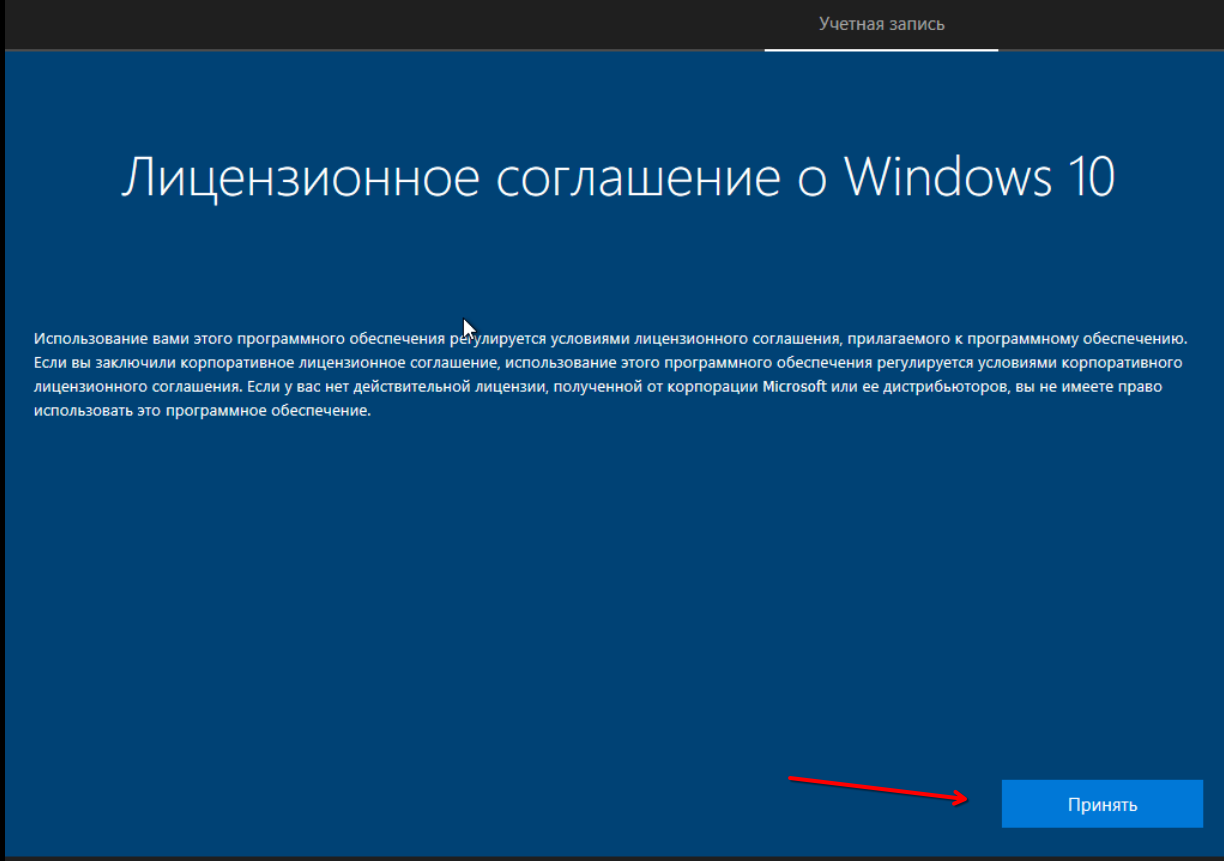 Учетная запись
Лицензионное соглашение о Windows 10
Использование вами этого программного обеспечения регулируется условиями лицензионного соглашения, прилагаемого к программному обеспечению.
Если вы заключили корпоративное лицензионное соглашение, использование этого программного обеспечения регулируется условиями корпоративного
лицензионного соглашения. Если у вас нет действительной лицензии, полученной от корпорации Microsoft или ее дистрибьюторов, вы не имеете право
использовать это программное обеспечение.
Принять